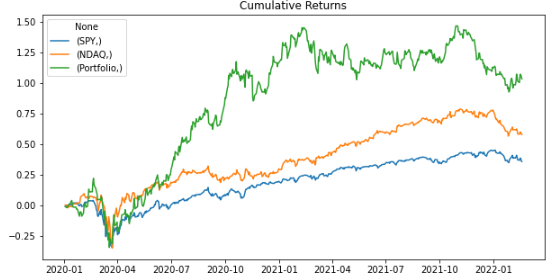 Cumulative Returns
None
(SPY,)
(NDAQ,)
(Portfolio,)
1.50
1.25
1.00
0.75
0.50
0.25
0.00
−0.25
2020-01 2020-04 2020-07 2020-10 2021-01 2021-04 2021-07 2021-10 2022-01